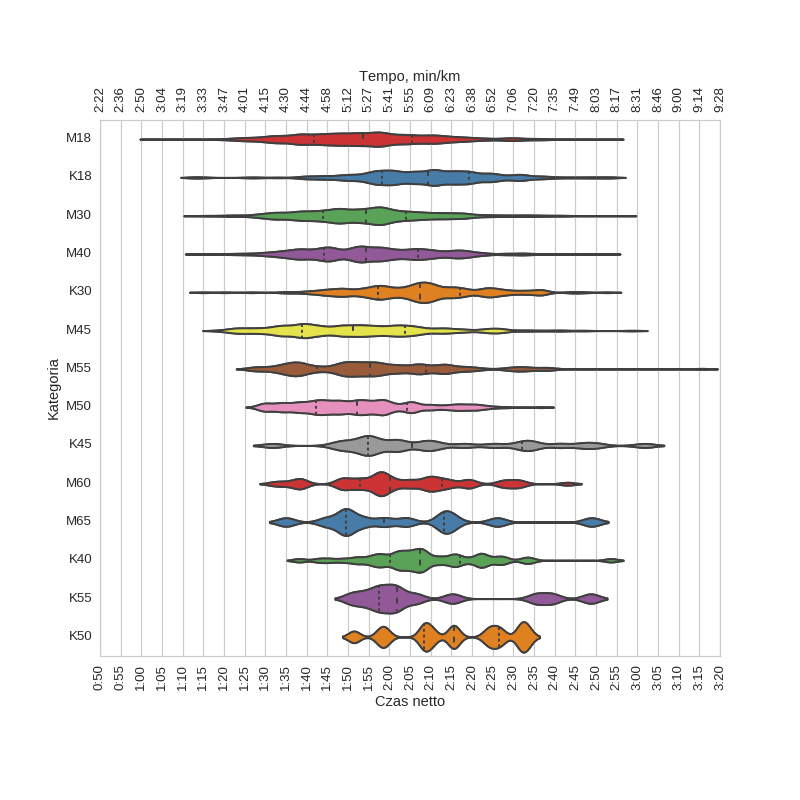 Tempo, min/km
2:22 2:36 2:50 3:04 3:19 3:33 3:47 4:01 4:15 4:30 4:44 4:58 5:12 5:27 5:41 5:55 6:09 6:23 6:38 6:52 7:06 7:20 7:35 7:49 8:03 8:17 8:31 8:46 9:00 9:14 9:28
Kategoria
M18
K18
M30
M40
K30
M45
M55
M50
K45
M60
M65
K40
K55
K50
0:50 0:55 1:00 1:05 1:10 1:15 1:20 1:25 1:30 1:35 1:40 1:45 1:50 1:55 2:00 2:05 2:10 2:15 2:20 2:25 2:30 2:35 2:40 2:45 2:50 2:55 3:00 3:05 3:10 3:15 3:20
Czas netto